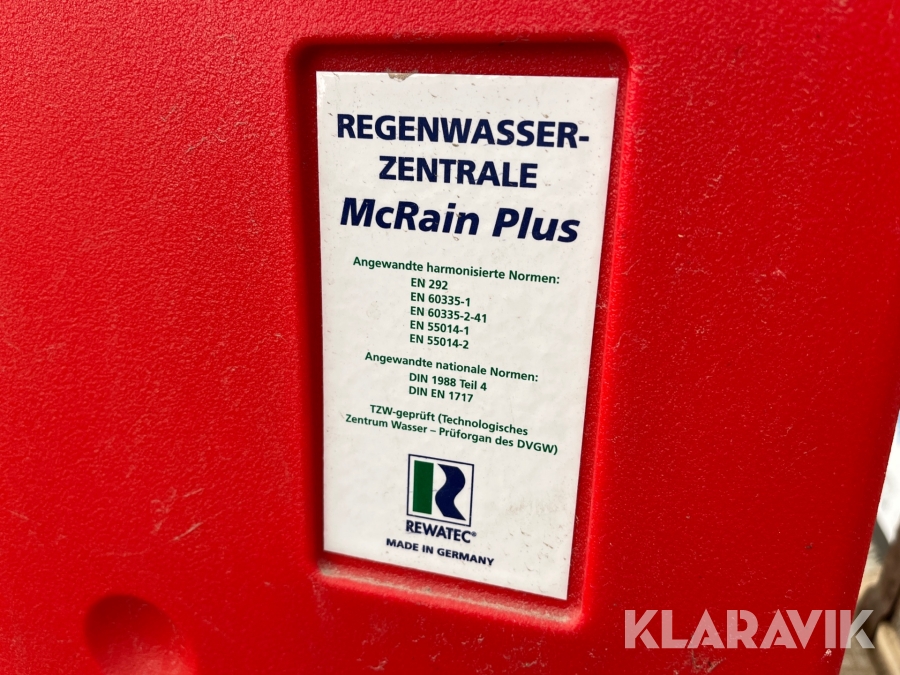 REGENWASSER-
ZENTRALE
McRain Plus
Angewandte harmonisierte Normen:
EN 292
EN 60335-1
EN 60335-2-41
EN 55014-1
EN 55014-2
Angewandte nationale Normen:
DIN 1988 Teil 4
DIN EN 1717
TZW-geprüft (Technologisches
Zentrum Wasser – Prüforgan des DVGW)
REWATEC®
MADE IN GERMANY
KLARAVIK